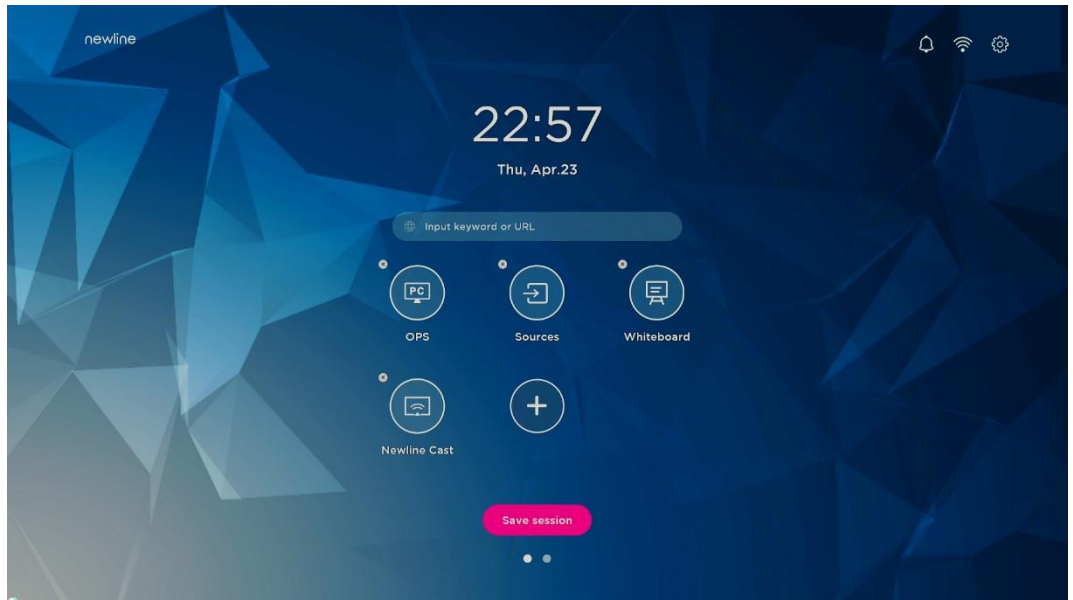 newline
22:57
Thu, Apr.23
Input keyword or URL
PC
OPS
Sources
Whiteboard
Newline Cast
Save session